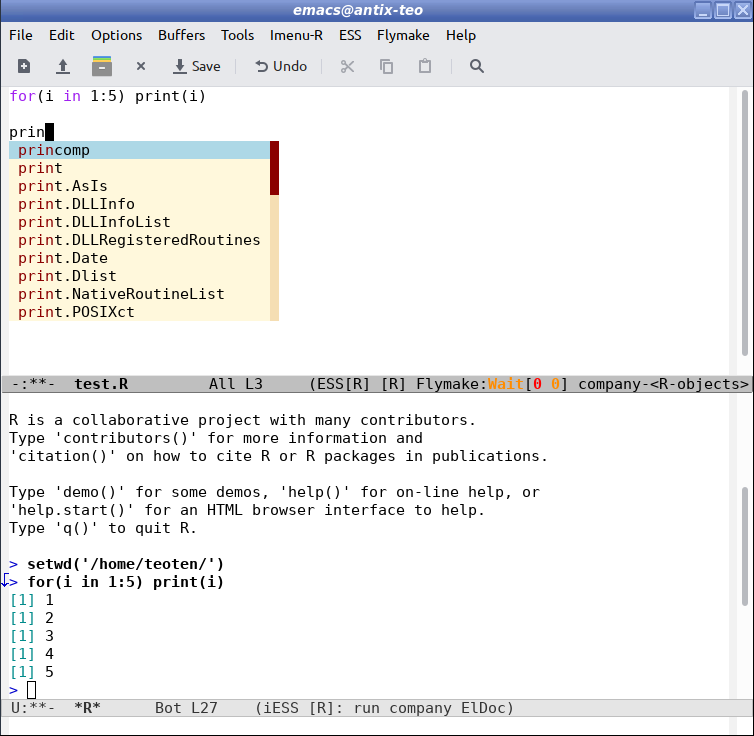 emacs@antix-teo
File Edit Options Buffers Tools Imenu-R ESS Flymake Help
Save Undo
for(i in 1:5) print(i)
prin
princomp
print
print.AsIs
print.DLLInfo
print.DLLInfoList
print.DLLRegisteredRoutines
print.Date
print.Dlist
print.NativeRoutineList
print.POSIXct
-:**-  test.R         All L3     (ESS[R] [R] Flymake:Wait[0 0] company-<R-objects>
R is a collaborative project with many contributors.
Type 'contributors()' for more information and
'citation()' on how to cite R or R packages in publications.
Type 'demo()' for some demos, 'help()' for on-line help, or
'help.start()' for an HTML browser interface to help.
Type 'q()' to quit R.
> setwd('/home/teoten/')
> for(i in 1:5) print(i)
[1] 1
[1] 2
[1] 3
[1] 4
[1] 5
>
U:**-  *R*      Bot L27    (iESS [R]: run company ElDoc)